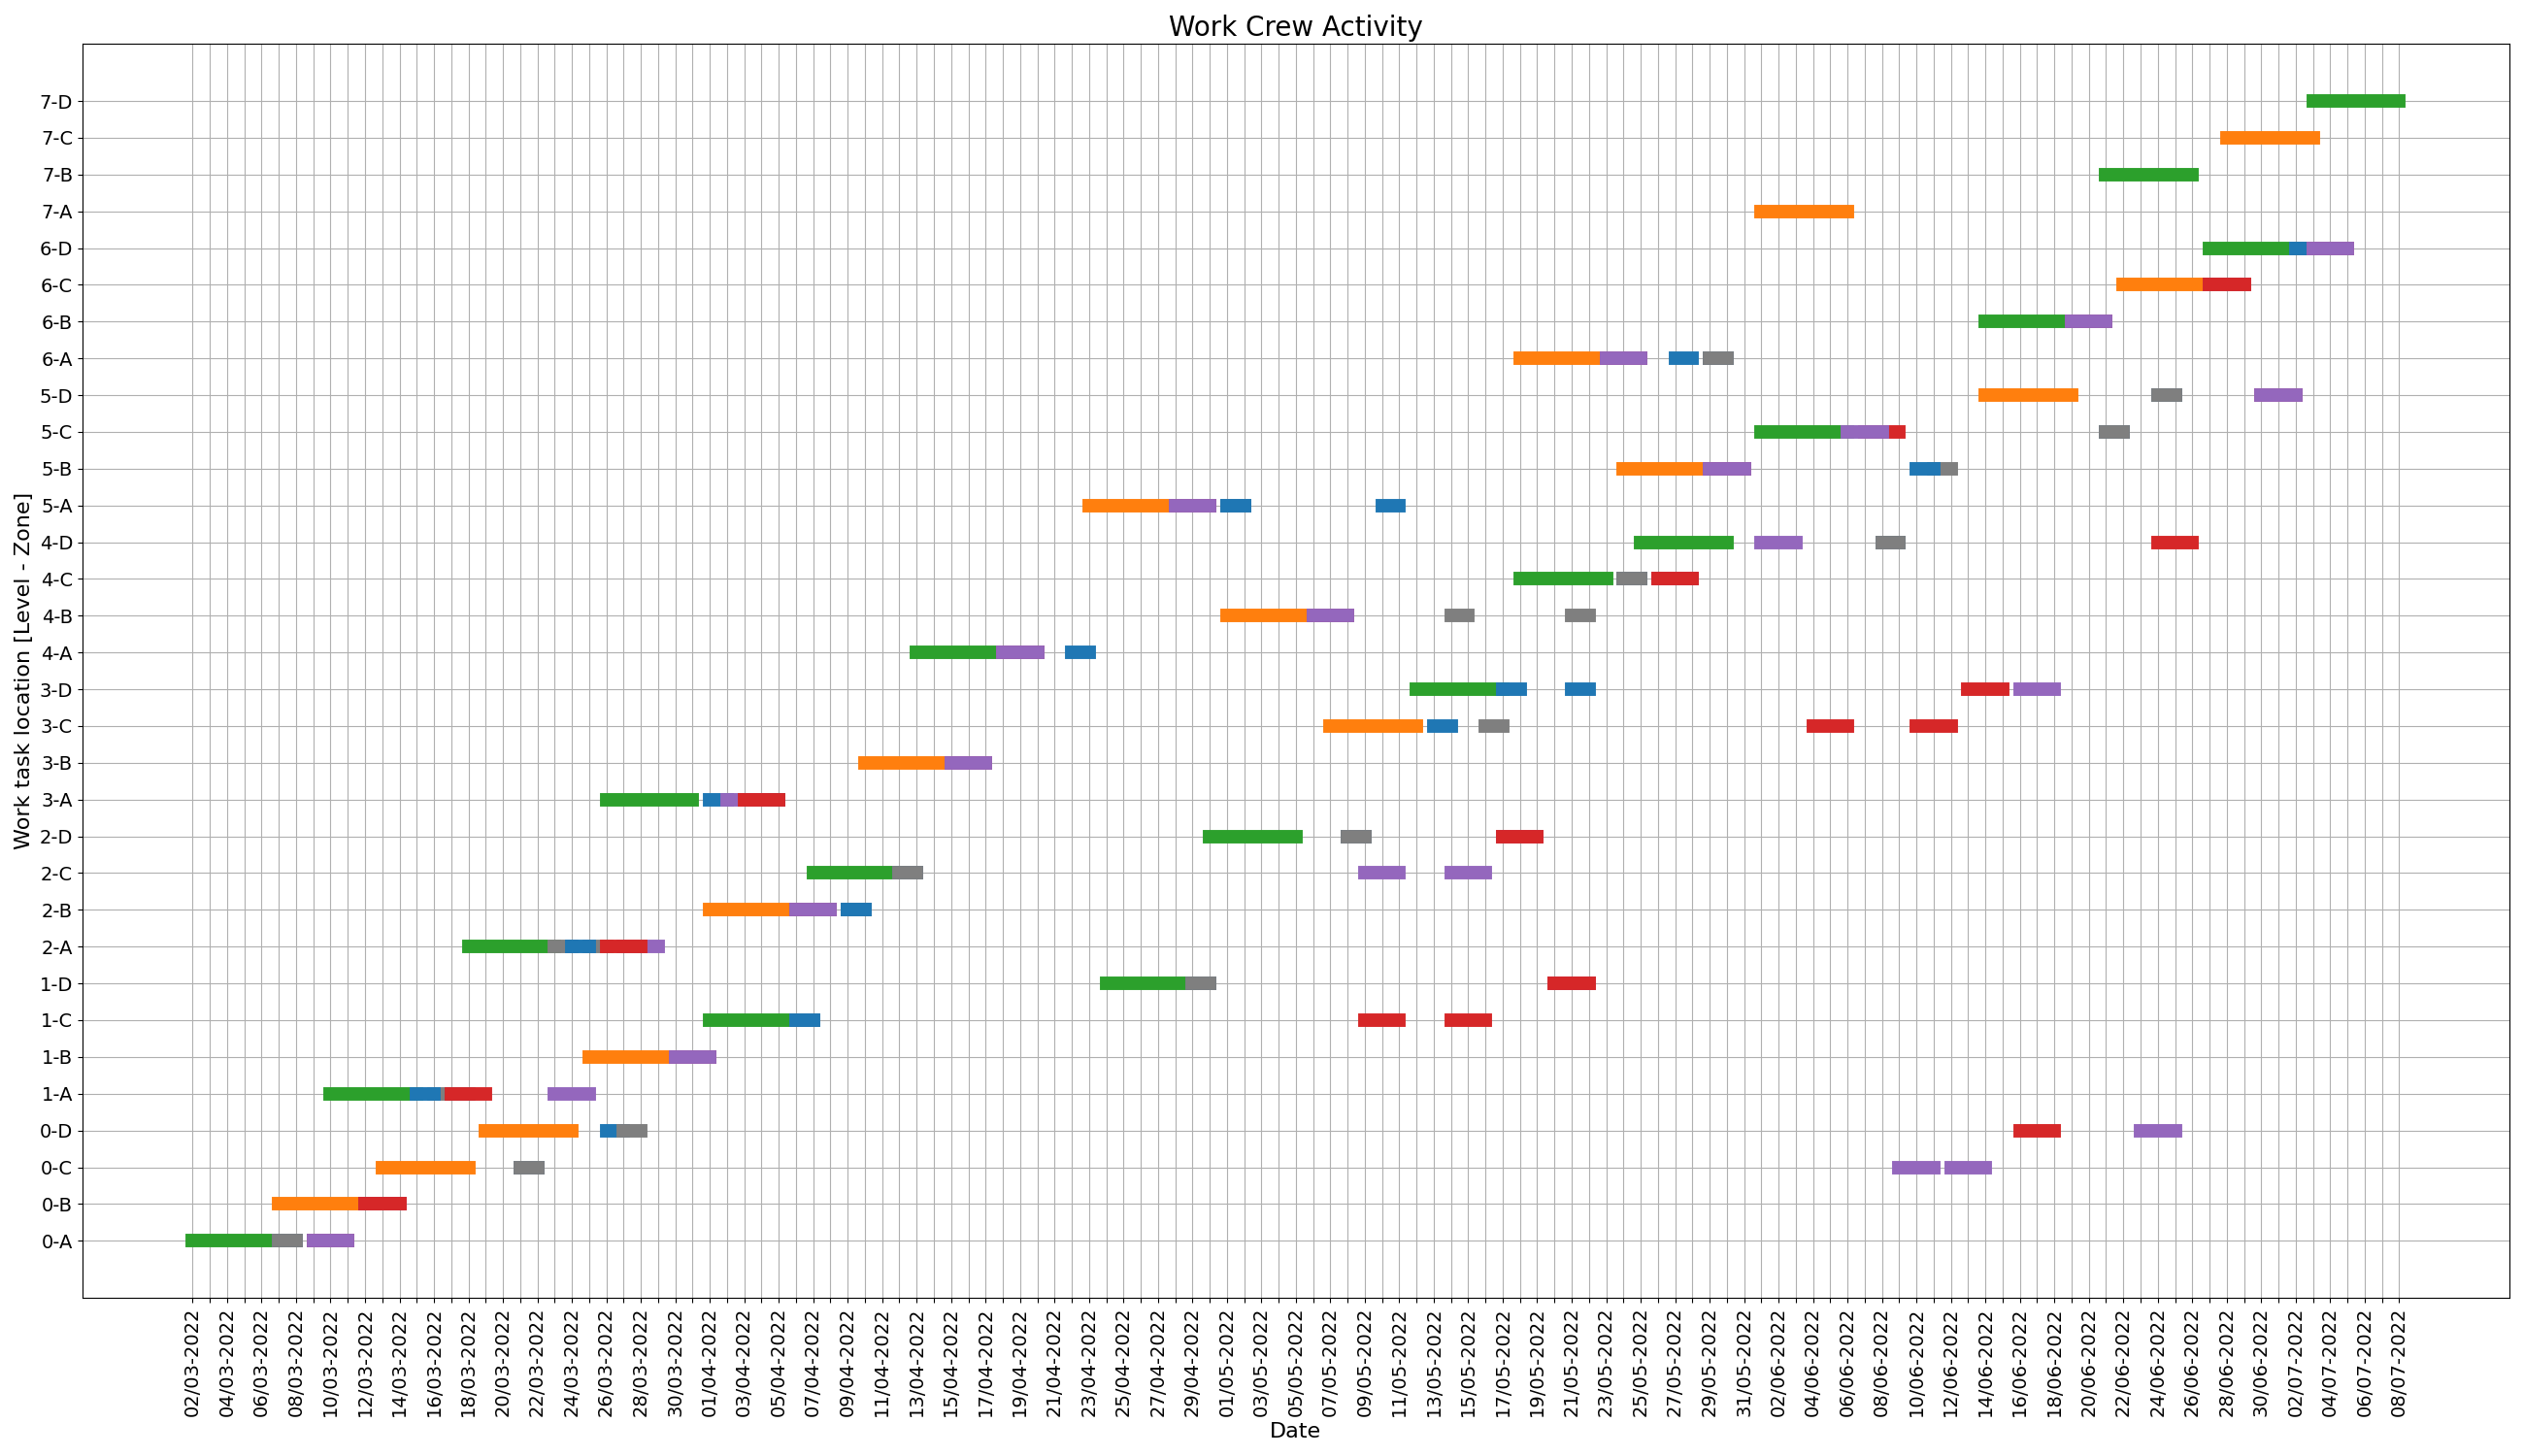 Work Crew Activity
Work task location [Level - Zone]
7-D
7-C
7-B
7-A
6-D
6-C
6-B
6-A
5-D
5-C
5-B
5-A
4-D
4-C
4-B
4-A
3-D
3-C
3-B
3-A
2-D
2-C
2-B
2-A
1-D
1-C
1-B
1-A
0-D
0-C
0-B
0-A
02/03-2022
04/03-2022
06/03-2022
08/03-2022
10/03-2022
12/03-2022
14/03-2022
16/03-2022
18/03-2022
20/03-2022
22/03-2022
24/03-2022
26/03-2022
28/03-2022
30/03-2022
01/04-2022
03/04-2022
05/04-2022
07/04-2022
09/04-2022
11/04-2022
13/04-2022
15/04-2022
17/04-2022
19/04-2022
21/04-2022
23/04-2022
25/04-2022
27/04-2022
29/04-2022
01/05-2022
03/05-2022
05/05-2022
07/05-2022
09/05-2022
11/05-2022
13/05-2022
15/05-2022
17/05-2022
19/05-2022
21/05-2022
23/05-2022
25/05-2022
27/05-2022
29/05-2022
31/05-2022
02/06-2022
04/06-2022
06/06-2022
08/06-2022
10/06-2022
12/06-2022
14/06-2022
16/06-2022
18/06-2022
20/06-2022
22/06-2022
24/06-2022
26/06-2022
28/06-2022
30/06-2022
02/07-2022
04/07-2022
06/07-2022
08/07-2022
Date